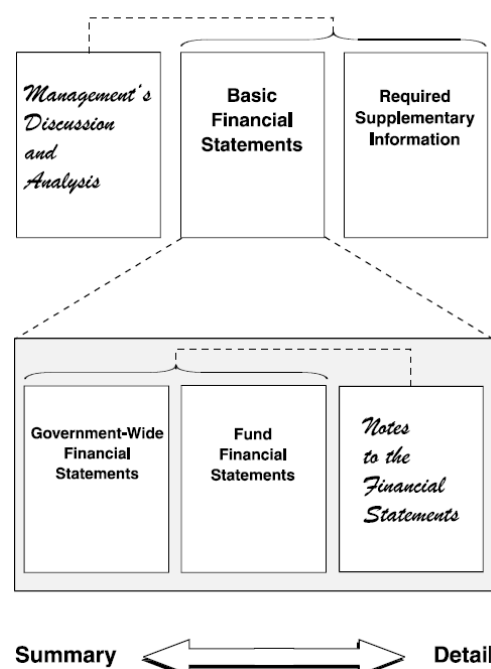 Management's
Discussion
and
Analysis
Basic
Financial
Statements
Required
Supplementary
Information
Government-Wide
Financial
Statements
Fund
Financial
Statements
Notes
to the
Financial
Statements
Summary
Detail